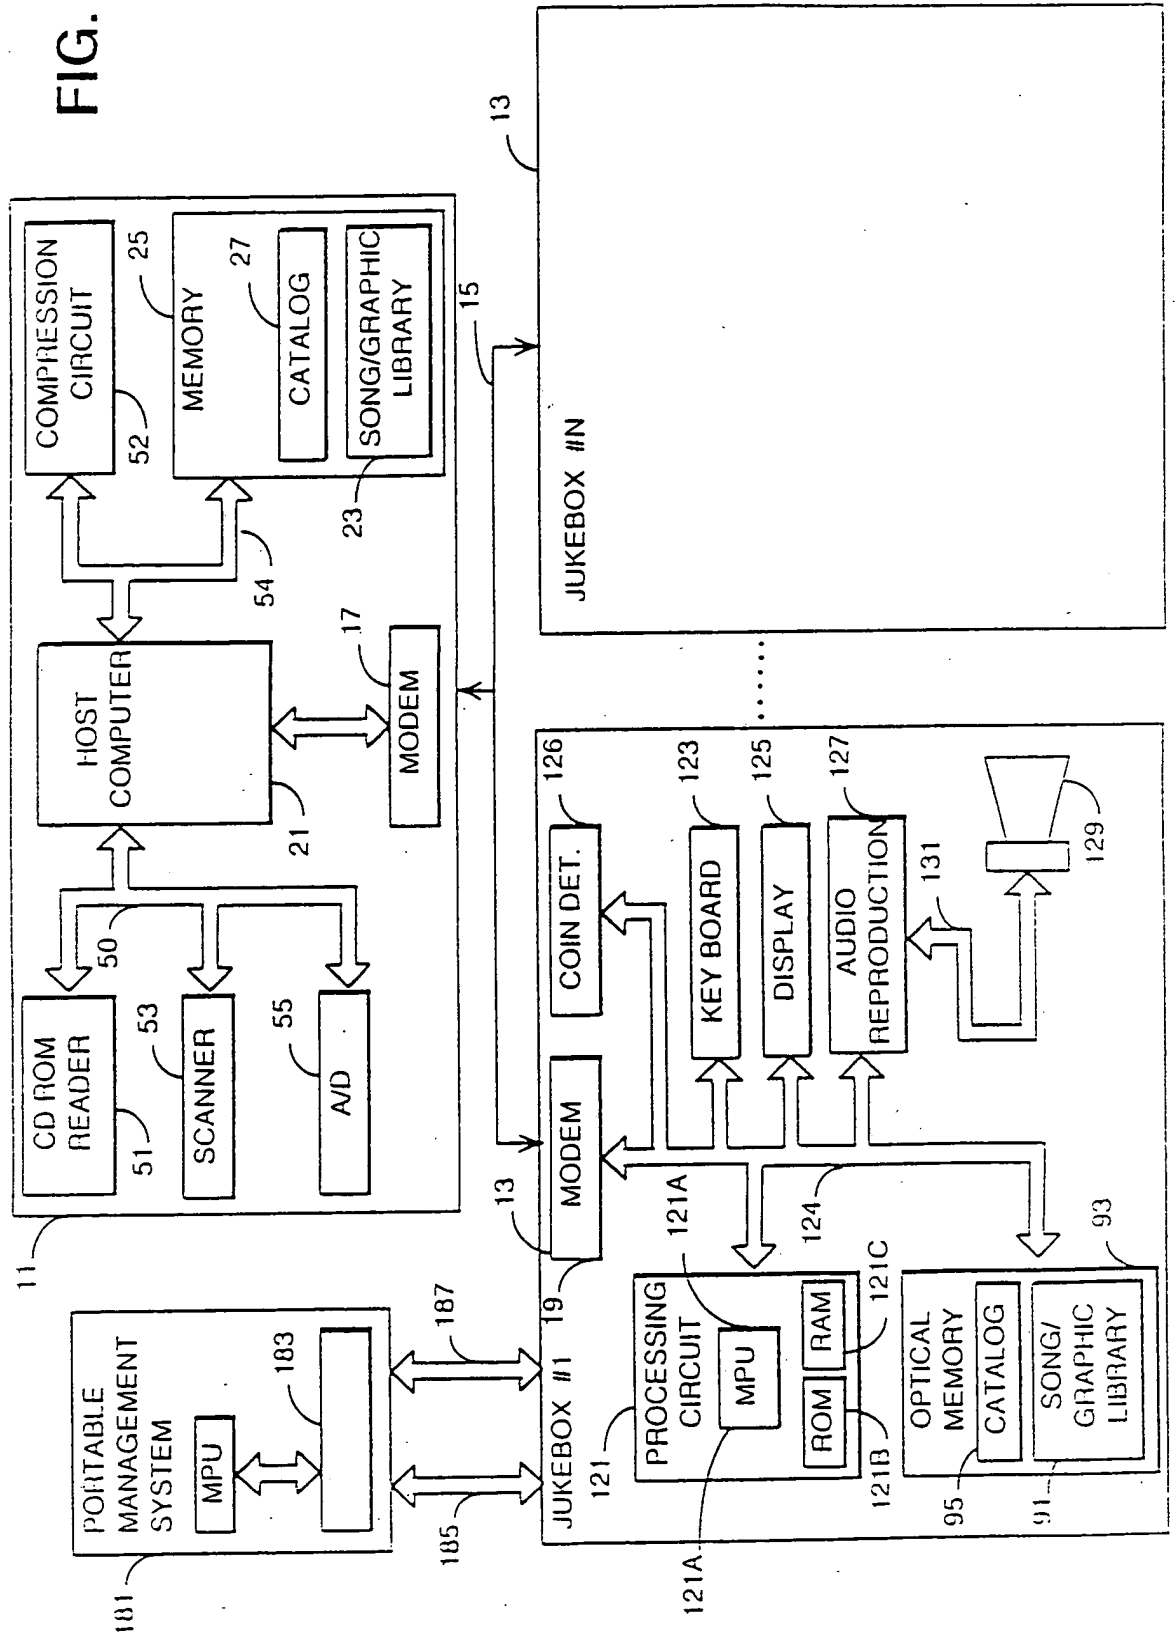 FIG.
11
CD ROM
READER
51
SCANNER
53
A/D
55
50
HOST
COMPUTER
21
MODEM
17
54
COMPRESSION
CIRCUIT
52
25
MEMORY
27
CATALOG
SONG/GRAPHIC
LIBRARY
23
15
181
PORTABLE
MANAGEMENT
SYSTEM
MPU
183
185
187
JUKEBOX #1
19
13
MODEM
COIN DET.
126
KEY BOARD
123
DISPLAY
125
AUDIO
REPRODUCTION
127
131
129
121
PROCESSING
CIRCUIT
MPU
121A
121A
ROM
RAM
121B
121C
124
OPTICAL
MEMORY
93
95
CATALOG
91
SONG/
GRAPHIC
LIBRARY
......
JUKEBOX #N
13